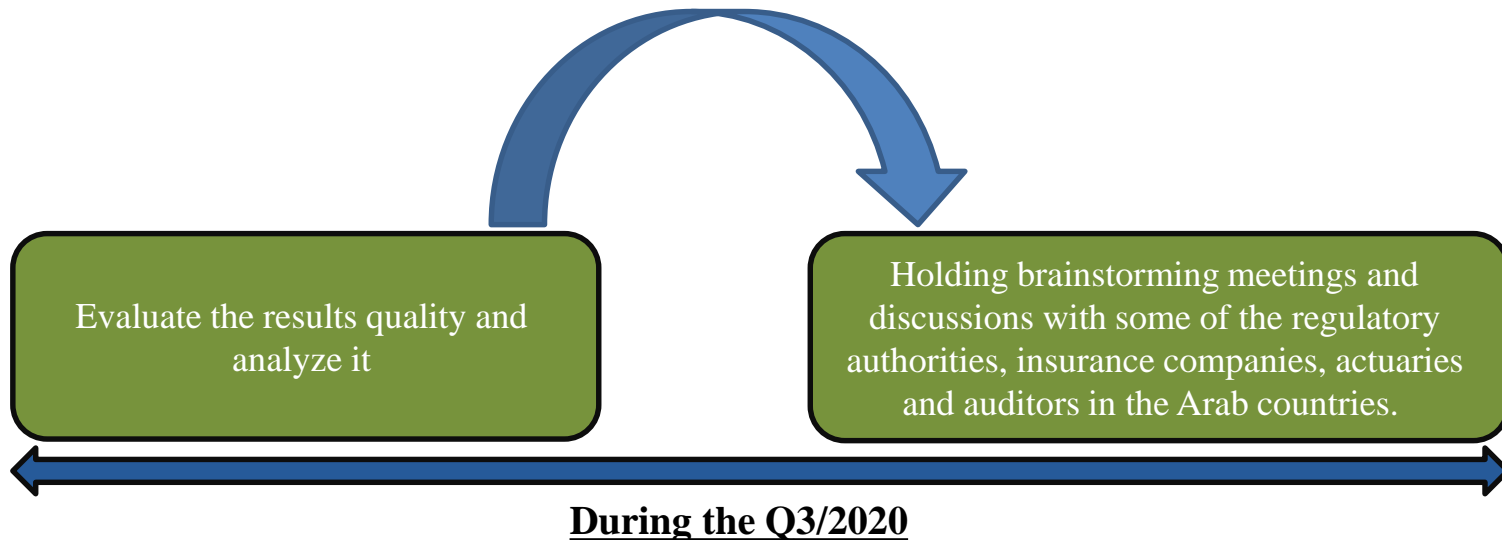 Evaluate the results quality and
analyze it
Holding brainstorming meetings and
discussions with some of the regulatory
authorities, insurance companies, actuaries
and auditors in the Arab countries.
During the Q3/2020